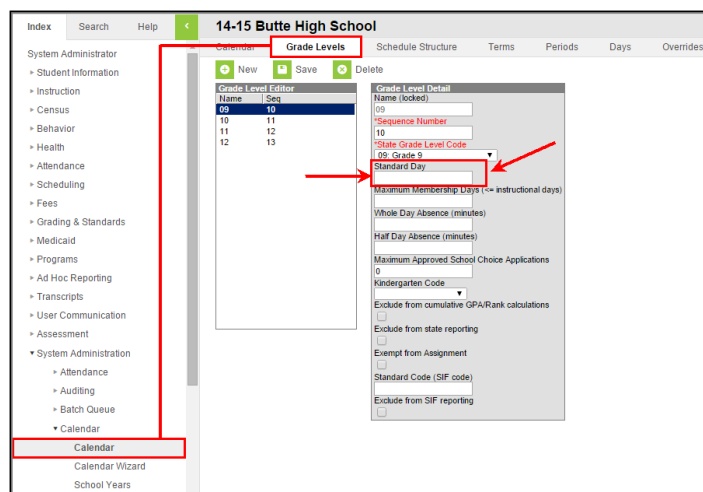 Index Search Help
14-15 Butte High School
Calendar Grade Levels Schedule Structure Terms Periods Days Overrides
New Save Delete
System Administrator
Student Information
Instruction
Census
Behavior
Health
Attendance
Scheduling
Fees
Grading & Standards
Medicaid
Programs
Ad Hoc Reporting
Transcripts
User Communication
Assessment
System Administration
Attendance
Auditing
Batch Queue
Calendar
Calendar
Calendar Wizard
School Years
Grade Level Editor
Name Seq
09 10
10 11
11 12
12 13
Grade Level Detail
Name (locked)
09
*Sequence Number
10
*State Grade Level Code
09: Grade 9
Standard Day
Maximum Membership Days (<= instructional days)
Whole Day Absence (minutes)
Half Day Absence (minutes)
Maximum Approved School Choice Applications
0
Kindergarten Code
Exclude from cumulative GPA/Rank calculations
Exclude from state reporting
Exempt from Assignment
Standard Code (SIF code)
Exclude from SIF reporting